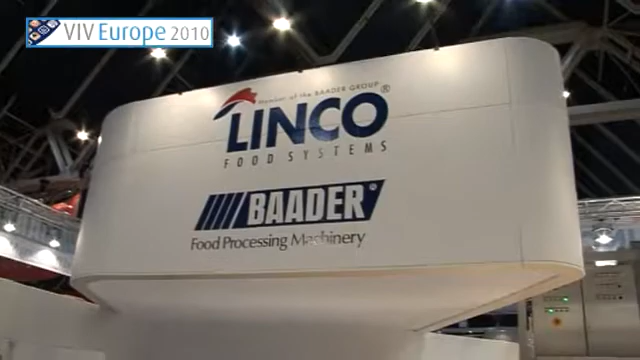 VIV Europe 2010
Member of the BAADER GROUP
LINCO®
FOOD SYSTEMS
BAADER®
Food Processing Machinery